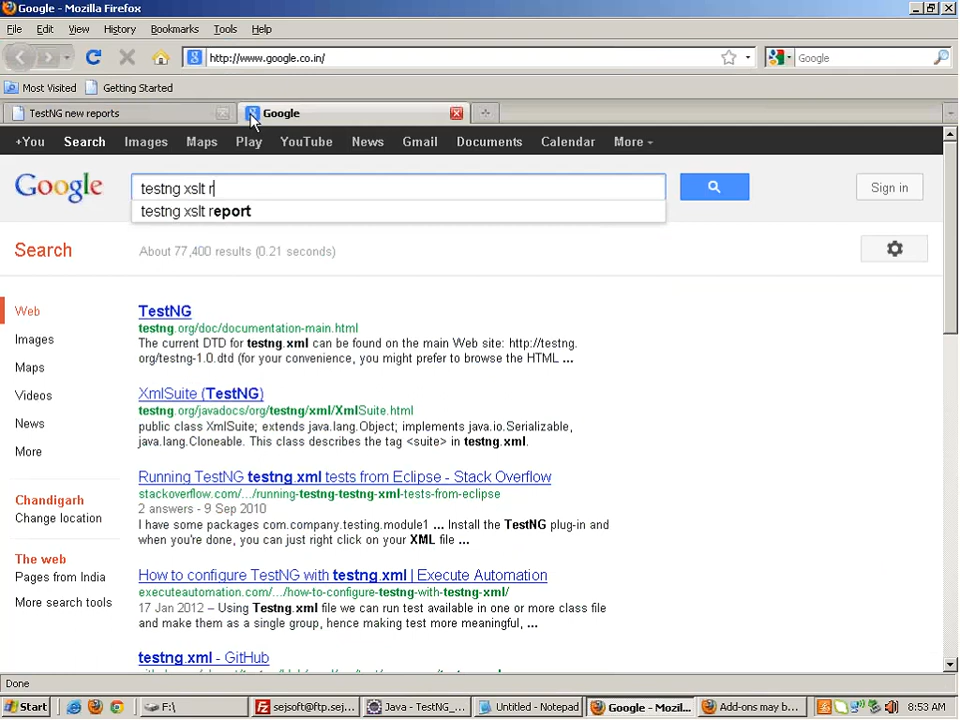 Google - Mozilla Firefox
File Edit View History Bookmarks Tools Help
http://www.google.co.in/
Google
Most Visited Getting Started
TestNG new reports
Google
+You Search Images Maps Play YouTube News Gmail Documents Calendar More
Google
testng xslt r
Sign in
testng xslt report
Search
About 77,400 results (0.21 seconds)
Web
Images
Maps
Videos
News
More
Chandigarh
Change location
The web
Pages from India
More search tools
TestNG
testng.org/doc/documentation-main.html
The current DTD for testng.xml can be found on the main Web site: http://testng.
org/testng-1.0.dtd (for your convenience, you might prefer to browse the HTML ...
XmlSuite (TestNG)
testng.org/javadocs/org/testng/xml/XmlSuite.html
public class XmlSuite; extends java.lang.Object; implements java.io.Serializable,
java.lang.Cloneable. This class describes the tag <suite> in testng.xml.
Running TestNG testng.xml tests from Eclipse - Stack Overflow
stackoverflow.com/.../running-testng-testng-xml-tests-from-eclipse
2 answers - 9 Sep 2010
I have some packages com.company.testing.module1 ... Install the TestNG plug-in and
when you're done, you can just right click on your XML file ...
How to configure TestNG with testng.xml | Execute Automation
executeautomation.com/.../how-to-configure-testng-with-testng-xml/
17 Jan 2012 – Using Testng.xml file we can run test available in one or more class file
and make them as a single group, hence making test more meaningful, ...
testng.xml - GitHub
Done
Start
F:\
sejsoft@ftp.sej...
Java - TestNG_...
Untitled - Notepad
Google - Mozil...
Add-ons may b...
8:53 AM